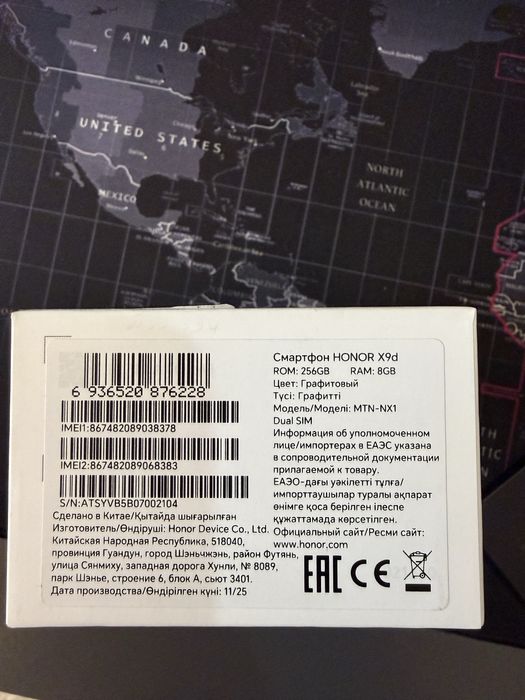 CANADA
UNITED STATES
MEXICO
NORTH
ATLANTIC
OCEAN
6 936520 876228
IMEI1:867482089038378
IMEI2:867482089068383
S/N:ATSYVB5B07002104
Смартфон HONOR X9d
ROM: 256GB RAM: 8GB
Цвет: Графитовый
Түсі: Графитті
Модель/Моделі: MTN-NX1
Dual SIM
Информация об уполномоченном
лице/импортерах в ЕАЭС указана
в сопроводительной документации
прилагаемой к товару.
ЕАЭО-дағы уәкілетті тұлға/
импорттаушылар туралы ақпарат
өнімге қоса берілген ілеспе
құжаттамада көрсетілген.
Официальный сайт/Ресми сайт:
www.honor.com
Сделано в Китае/Қытайда шығарылған
Изготовитель/Өндіруші: Honor Device Co., Ltd.
Китайская Народная Республика, 518040,
провинция Гуандун, город Шэньчжэнь, район Футянь,
улица Сянмиху, западная дорога Хунли, № 8089,
парк Шэнье, строение 6, блок А, сьют 3401.
Дата производства/Өндірілген күні: 11/25
EAC CE